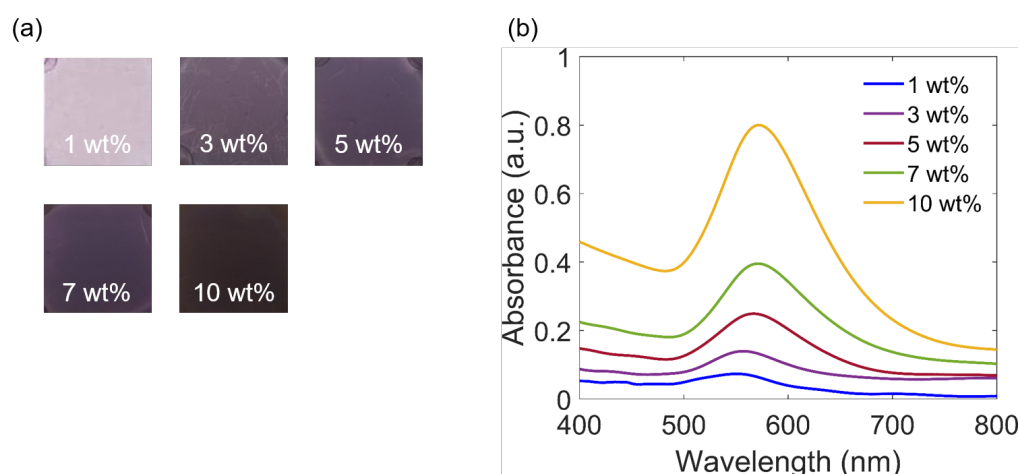 (a)
1 wt%
3 wt%
5 wt%
7 wt%
10 wt%
(b)
1
0.8
0.6
0.4
0.2
0
Absorbance (a.u.)
1 wt%
3 wt%
5 wt%
7 wt%
10 wt%
400
500
600
700
800
Wavelength (nm)